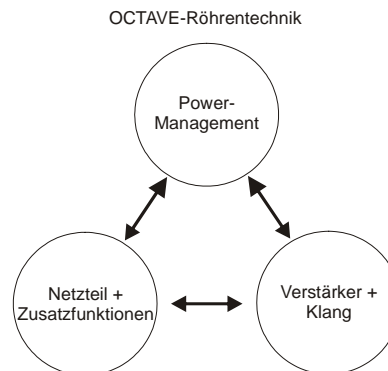 OCTAVE-Röhrentechnik
Power-
Management
Netzteil +
Zusatzfunktionen
Verstärker +
Klang